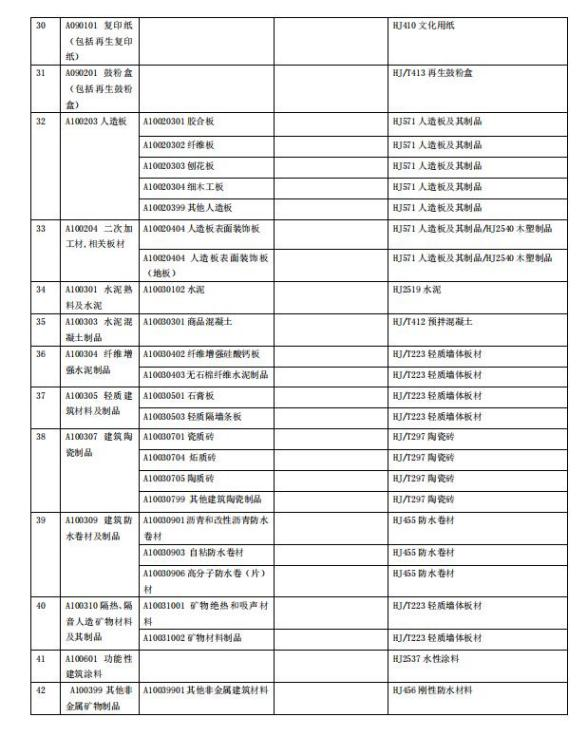 30 A090101 复印纸 HJ410 文化用纸
（包括再生复印
纸）
31 A090201 鼓粉盒 HJ/T413 再生鼓粉盒
（包括再生鼓粉
盒）
32 A100203 人造板 A10020301 胶合板 HJ571 人造板及其制品
A10020302 纤维板 HJ571 人造板及其制品
A10020303 刨花板 HJ571 人造板及其制品
A10020304 细木工板 HJ571 人造板及其制品
A10020399 其他人造板 HJ571 人造板及其制品
33 A100204 二次加 A10020404 人造板表面装饰板 HJ571 人造板及其制品/HJ2540 木塑制品
工材,相关板材
A10020404 人造板表面装饰板 HJ571 人造板及其制品/HJ2540 木塑制品
（地板）
34 A100301 水泥熟 A10030102 水泥 HJ2519 水泥
料及水泥
35 A100303 水泥混 A10030301 商品混凝土 HJ/T412 预拌混凝土
凝土制品
36 A100304 纤维增 A10030402 纤维增强硅酸钙板 HJ/T223 轻质墙体板材
强水泥制品
A10030403 无石棉纤维水泥制品 HJ/T223 轻质墙体板材
37 A100305 轻质建 A10030501 石膏板 HJ/T223 轻质墙体板材
筑材料及制品
A10030503 轻质隔墙条板 HJ/T223 轻质墙体板材
38 A100307 建筑陶 A10030701 瓷质砖 HJ/T297 陶瓷砖
瓷制品
A10030704 炻质砖 HJ/T297 陶瓷砖
A10030705 陶质砖 HJ/T297 陶瓷砖
A10030799 其他建筑陶瓷制品 HJ/T297 陶瓷砖
39 A100309 建筑防 A10030901 沥青和改性沥青防水 HJ455 防水卷材
水卷材及制品 卷材
A10030903 自粘防水卷材 HJ455 防水卷材
A10030906 高分子防水卷（片） HJ455 防水卷材
材
40 A100310 隔热、隔 A10031001 矿物绝热和吸声材 HJ/T223 轻质墙体板材
音人造矿物材料 料
及其制品 A10031002 矿物材料制品 HJ/T223 轻质墙体板材
41 A100601 功能性 HJ2537 水性涂料
建筑涂料
42 A100399 其他非 A10039901 其他非金属建筑材料 HJ456 刚性防水材料
金属矿物制品